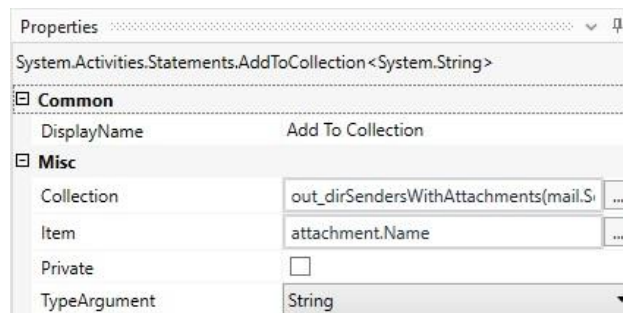 Properties
System.Activities.Statements.AddToCollection<System.String>
Common
DisplayName Add To Collection
Misc
Collection out_dirSendersWithAttachments(mail.S ...
Item attachment.Name ...
Private
TypeArgument String